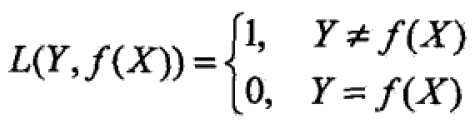 L(Y, f(X)) = { 1, Y ≠ f(X)
0, Y = f(X)